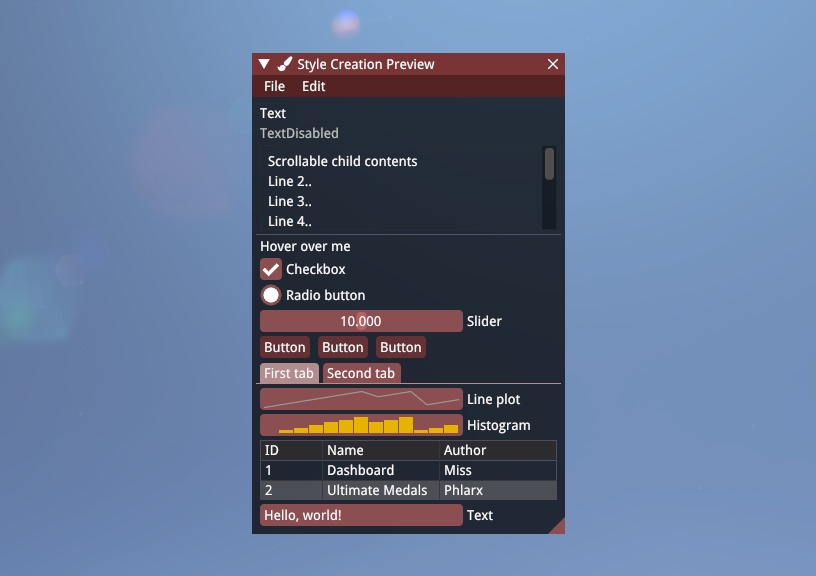 Style Creation Preview
File Edit
Text
TextDisabled
Scrollable child contents
Line 2..
Line 3..
Line 4..
Hover over me
Checkbox
Radio button
10.000 Slider
Button Button Button
First tab Second tab
Line plot
Histogram
ID Name Author
1 Dashboard Miss
2 Ultimate Medals Phlarx
Hello, world! Text